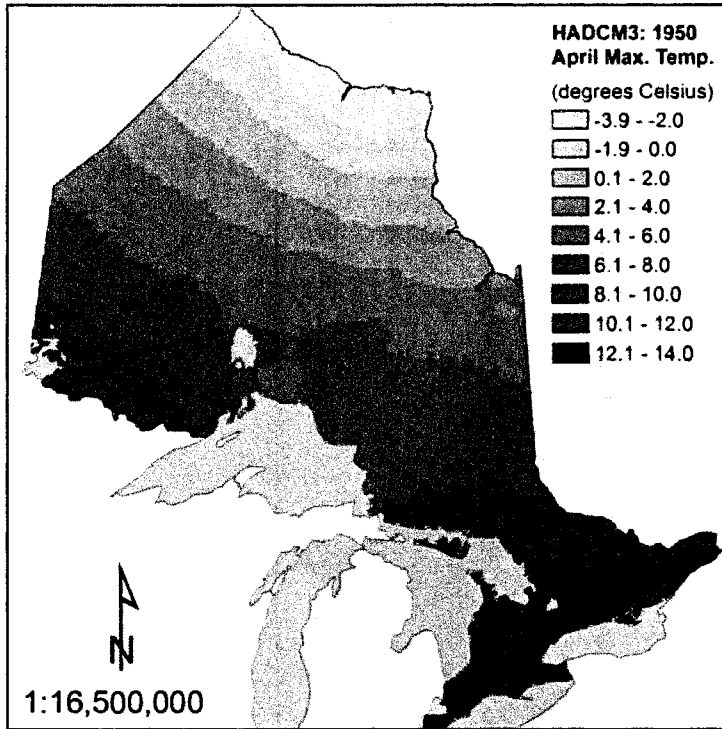 HADCM3: 1950
April Max. Temp.
(degrees Celsius)
-3.9 - -2.0
-1.9 - 0.0
0.1 - 2.0
2.1 - 4.0
4.1 - 6.0
6.1 - 8.0
8.1 - 10.0
10.1 - 12.0
12.1 - 14.0
N
1:16,500,000